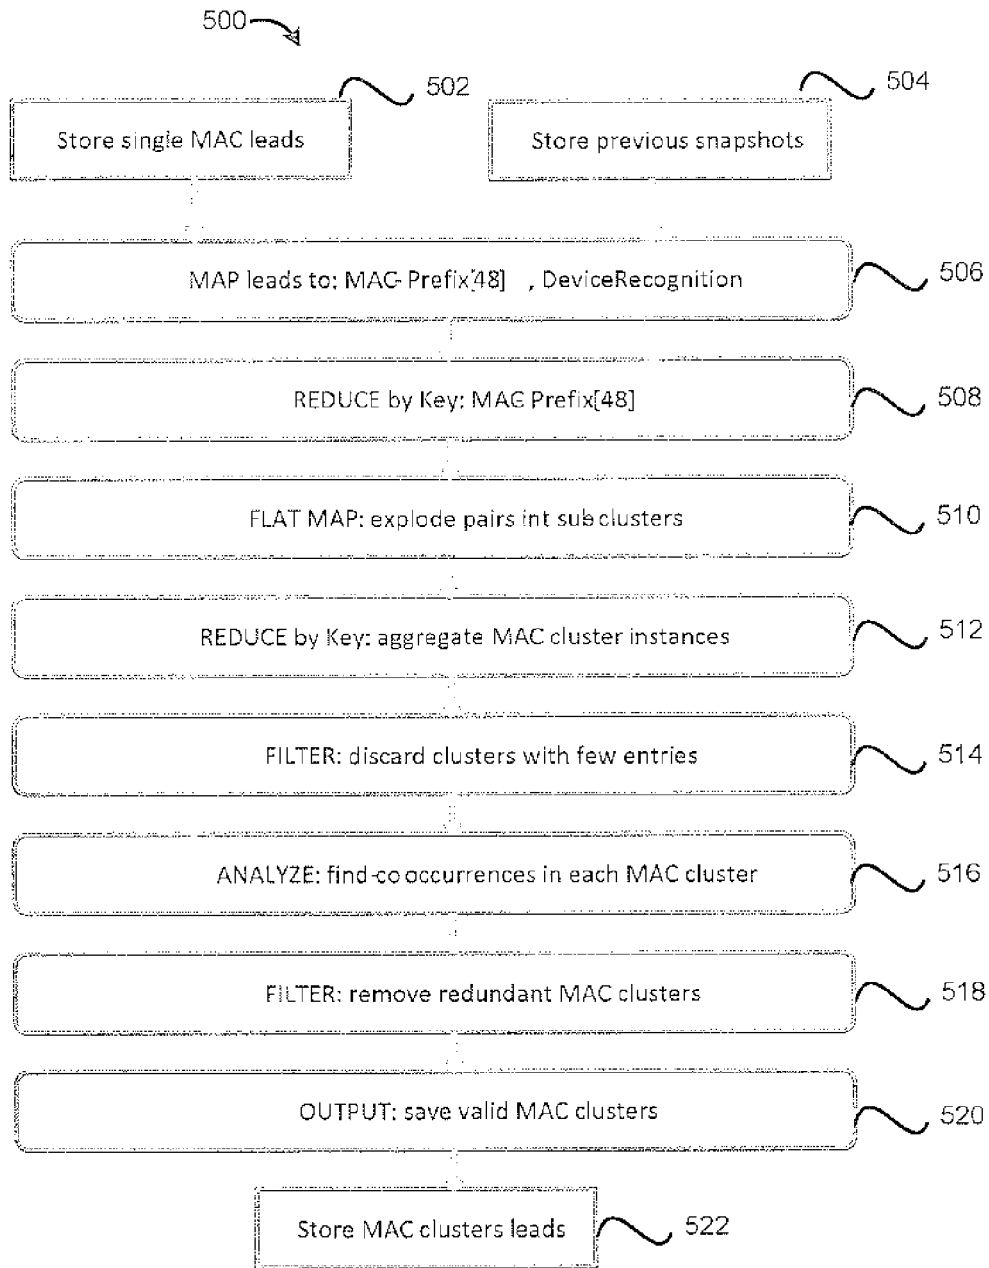 500
502
504
Store single MAC leads
Store previous snapshots
MAP leads to: MAC-Prefix[48] , DeviceRecognition
506
REDUCE by Key: MAC-Prefix[48]
508
FLAT MAP: explode pairs int subclusters
510
REDUCE by Key: aggregate MAC cluster instances
512
FILTER: discard clusters with few entries
514
ANALYZE: find-co occurrences in each MAC cluster
516
FILTER: remove redundant MAC clusters
518
OUTPUT: save valid MAC clusters
520
Store MAC clusters leads
522